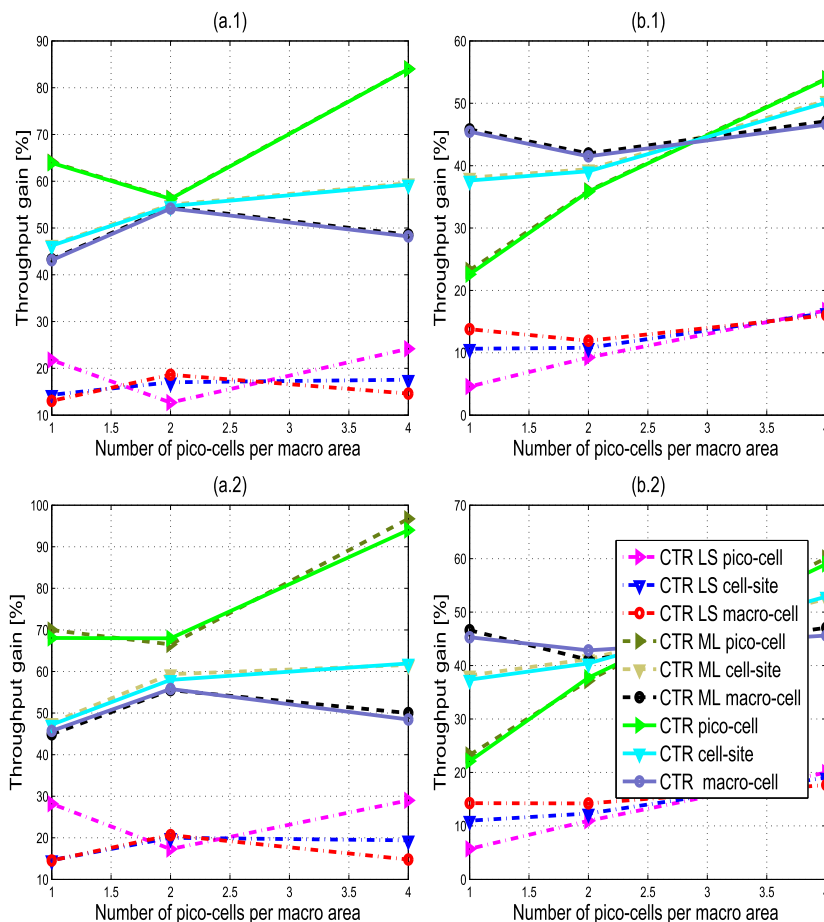 (a.1)
Throughput gain [%]
90
80
70
60
50
40
30
20
10
1 1.5 2 2.5 3 3.5 4
Number of pico-cells per macro area
(b.1)
Throughput gain [%]
60
50
40
30
20
10
0
1 1.5 2 2.5 3 3.5 4
Number of pico-cells per macro area
(a.2)
Throughput gain [%]
100
90
80
70
60
50
40
30
20
10
1 1.5 2 2.5 3 3.5 4
Number of pico-cells per macro area
(b.2)
Throughput gain [%]
70
60
50
40
30
20
10
0
1 1.5 2 2.5 3 3.5 4
Number of pico-cells per macro area
CTR LS pico-cell
CTR LS cell-site
CTR LS macro-cell
CTR ML pico-cell
CTR ML cell-site
CTR ML macro-cell
CTR pico-cell
CTR cell-site
CTR macro-cell